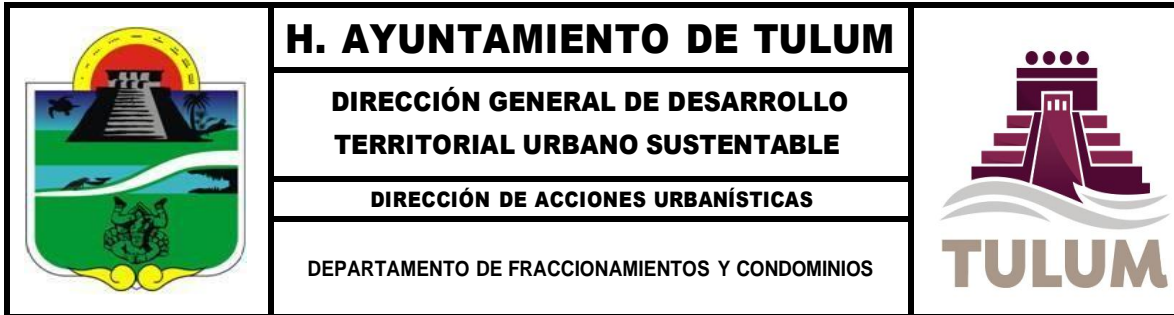 H. AYUNTAMIENTO DE TULUM
DIRECCIÓN GENERAL DE DESARROLLO
TERRITORIAL URBANO SUSTENTABLE
DIRECCIÓN DE ACCIONES URBANÍSTICAS
DEPARTAMENTO DE FRACCIONAMIENTOS Y CONDOMINIOS
TULUM